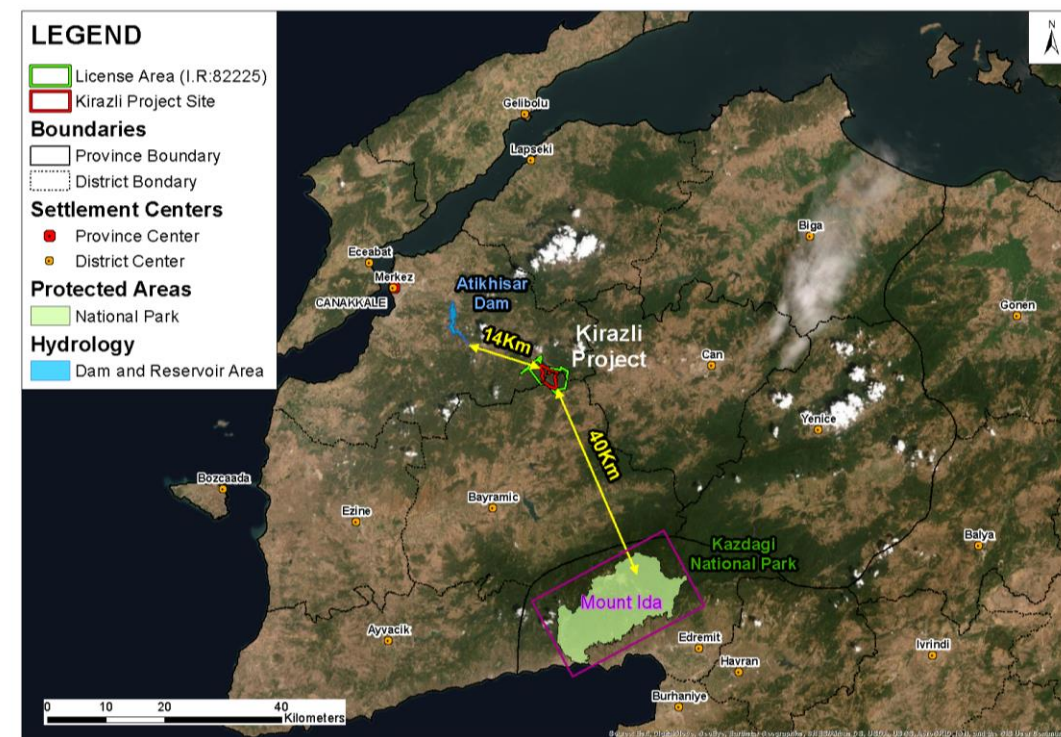 LEGEND
License Area (I.R:82225)
Kirazli Project Site
Boundaries
Province Boundary
District Bondary
Settlement Centers
Province Center
District Center
Protected Areas
National Park
Hydrology
Dam and Reservoir Area
N
Gelibolu
Lapseki
Biga
Eceabat
Merkez
CANAKKALE
Atikhisar
Dam
Gonen
14Km
Kirazli
Project
Can
Yenice
40Km
Bozcaada
Bayramic
Ezine
Balya
Kazdagi
National Park
Mount Ida
Ayvacik
Edremit
Ivrindi
Havran
Burhaniye
0 10 20 40
Kilometers